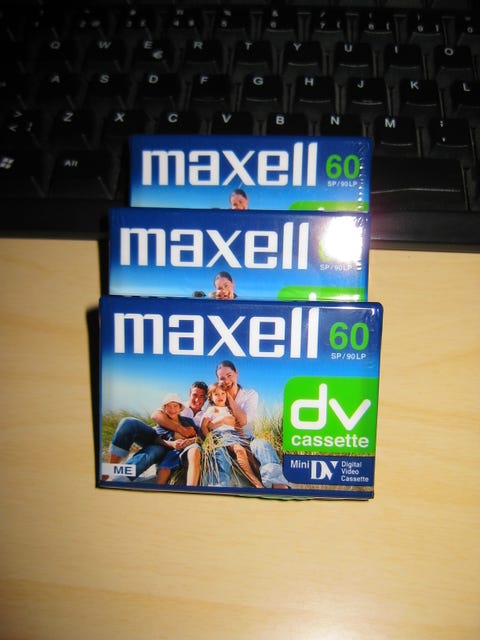 Q W E R T Y U I O
A S D F G H J K L
Z X C V B N M
Alt
maxell 60
SP/90LP
maxell
SP/90LP
maxell 60
SP/90LP
dv
cassette
Mini DV Digital
Video
Cassette
ME